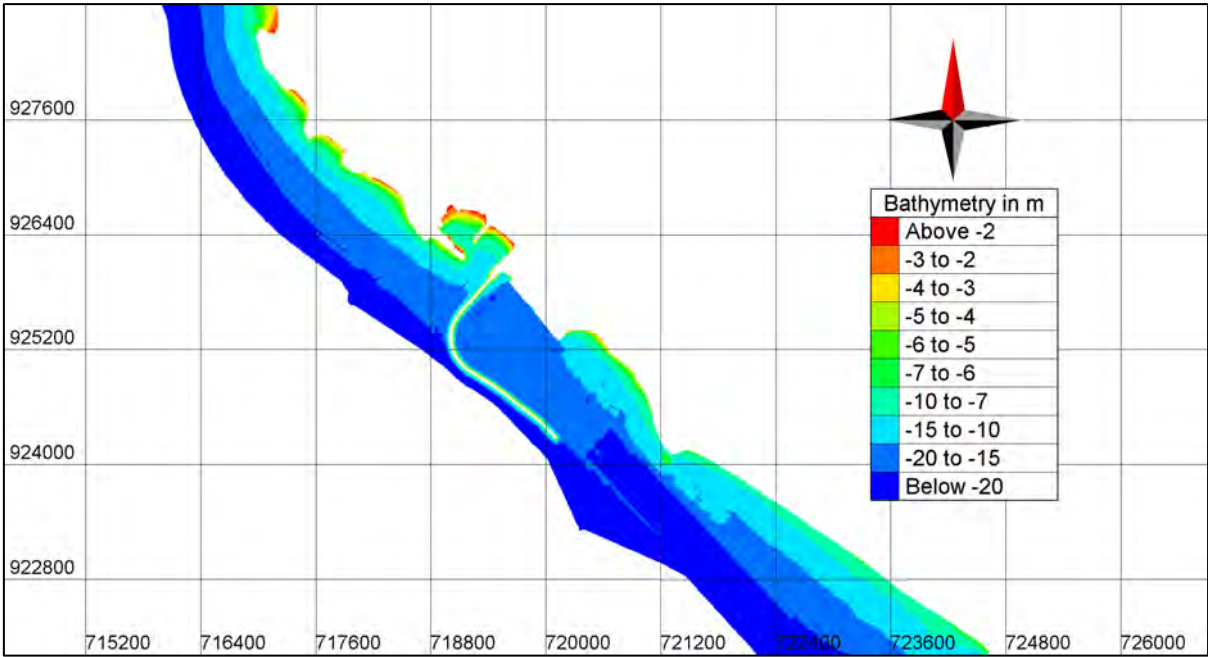 927600
926400
925200
924000
922800
715200
716400
717600
718800
720000
721200
722400
723600
724800
726000
Bathymetry in m
Above -2
-3 to -2
-4 to -3
-5 to -4
-6 to -5
-7 to -6
-10 to -7
-15 to -10
-20 to -15
Below -20